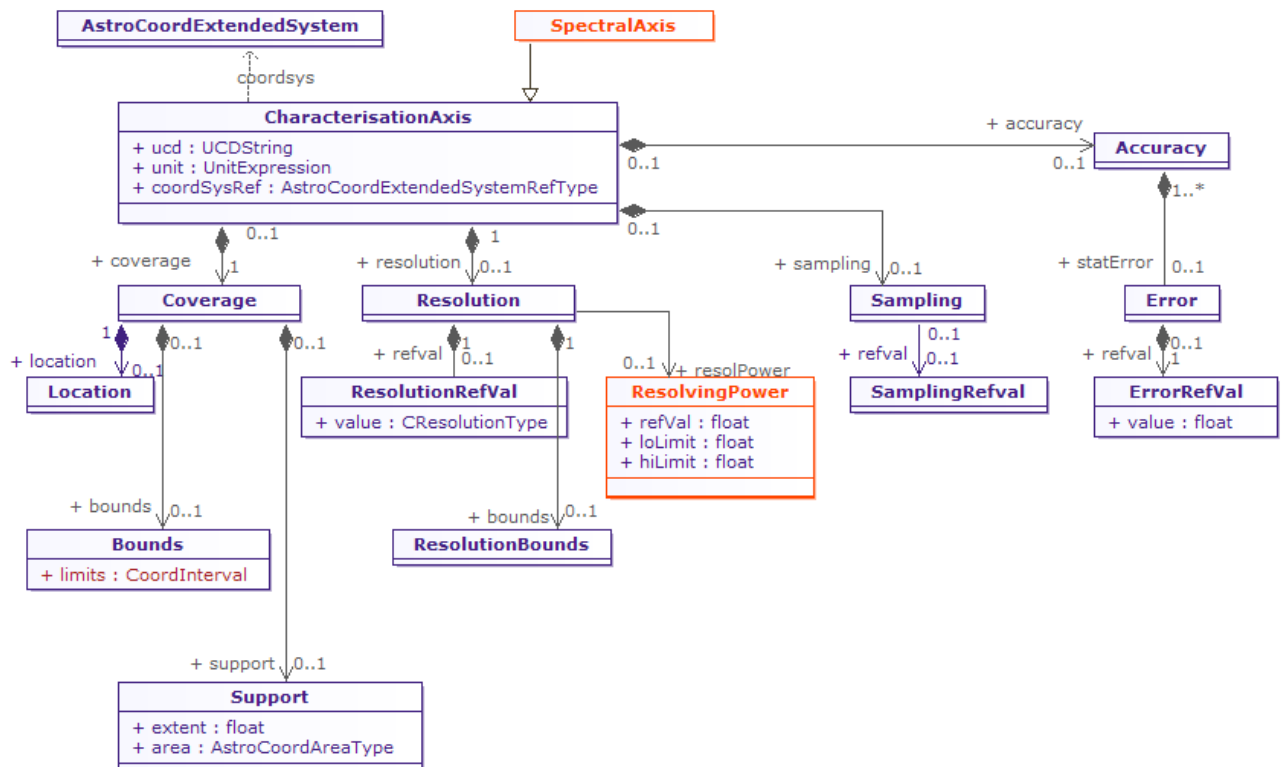 AstroCoordExtendedSystem
SpectralAxis
coordsys
CharacterisationAxis
+ ucd : UCDString
+ unit : UnitExpression
+ coordSysRef : AstroCoordExtendedSystemRefType
+ accuracy
0..1
0..1
Accuracy
1..*
0..1
0..1
1
+ coverage
1
+ resolution
0..1
+ sampling
0..1
+ statError
0..1
Coverage
Resolution
Sampling
Error
1
0..1
0..1
+ location
0..1
1
+ refval
0..1
1
0..1
+ resolPower
0..1
+ refval
0..1
0..1
+ refval
1
Location
ResolutionRefVal
+ value : CResolutionType
ResolvingPower
+ refVal : float
+ loLimit : float
+ hiLimit : float
SamplingRefval
ErrorRefVal
+ value : float
+ bounds
0..1
+ bounds
0..1
Bounds
+ limits : CoordInterval
ResolutionBounds
+ support
0..1
Support
+ extent : float
+ area : AstroCoordAreaType